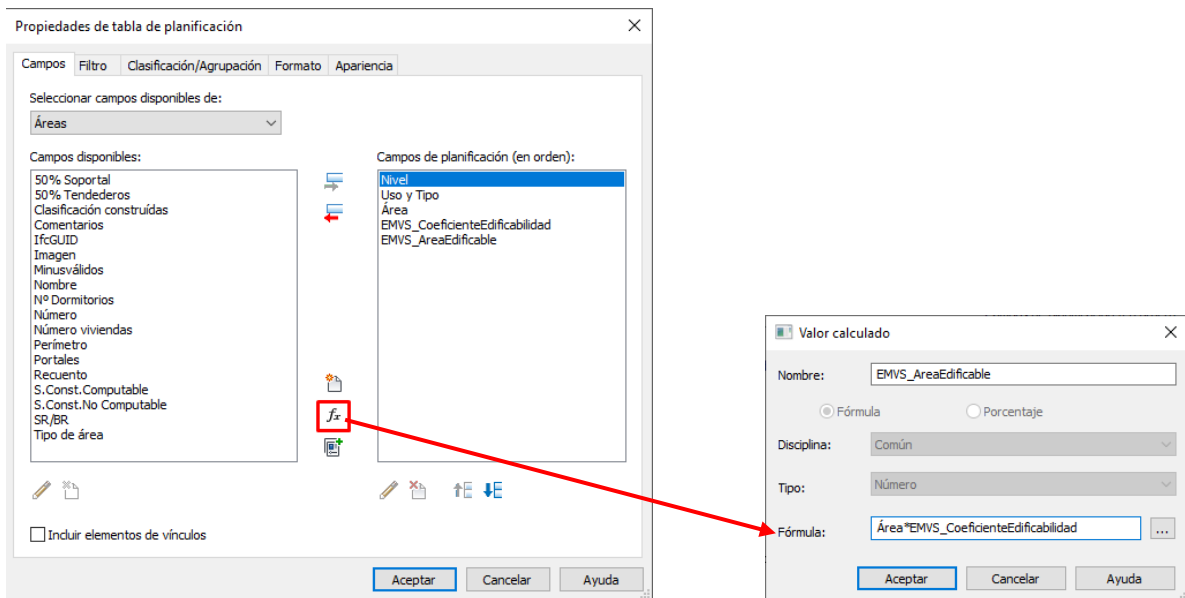 Propiedades de tabla de planificación
Campos Filtro Clasificación/Agrupación Formato Apariencia
Seleccionar campos disponibles de:
Áreas
Campos disponibles:
50% Soportal
50% Tendederos
Clasificación construídas
Comentarios
IfcGUID
Imagen
Minusválidos
Nombre
Nº Dormitorios
Número
Número viviendas
Perímetro
Portales
Recuento
S.Const.Computable
S.Const.No Computable
SR/BR
Tipo de área
fx
Campos de planificación (en orden):
Nivel
Uso y Tipo
Área
EMVS_CoeficienteEdificabilidad
EMVS_AreaEdificable
Incluir elementos de vínculos
Aceptar Cancelar Ayuda
Valor calculado
Nombre: EMVS_AreaEdificable
Fórmula Porcentaje
Disciplina: Común
Tipo: Número
Fórmula: Área*EMVS_CoeficienteEdificabilidad ...
Aceptar Cancelar Ayuda